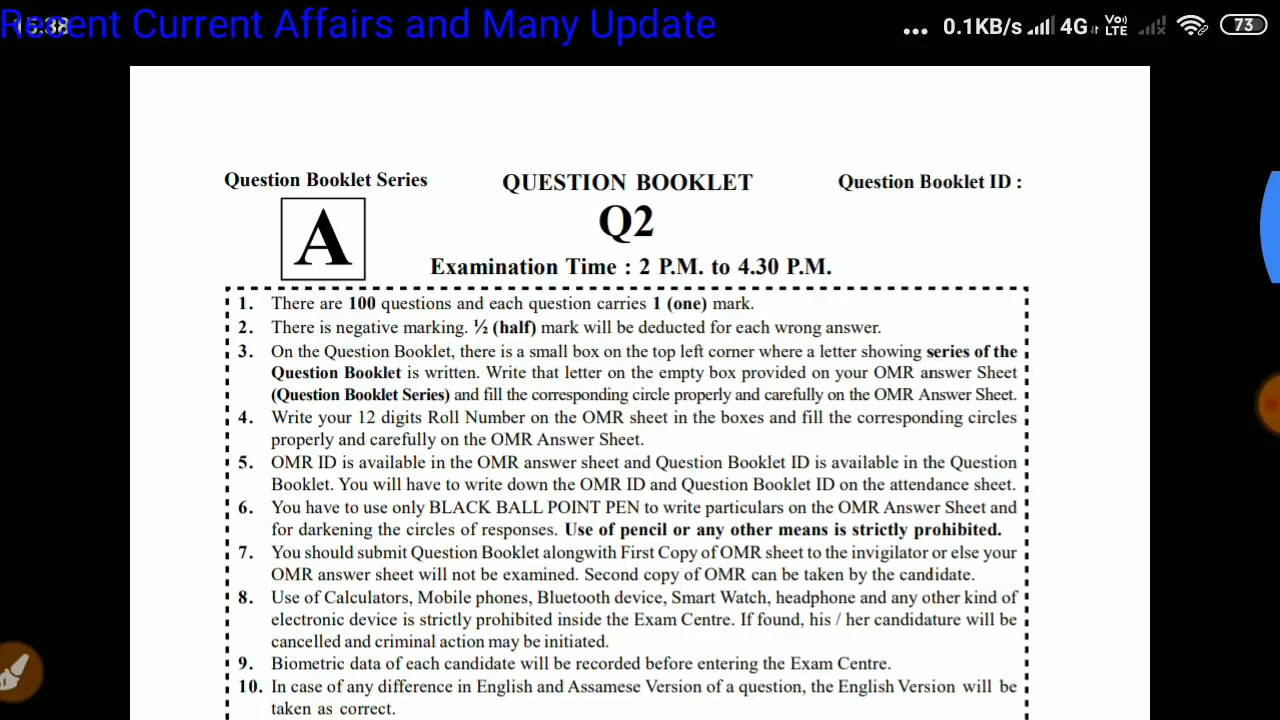 Recent Current Affairs and Many Update
0.1KB/s 4G Vo) LTE 73
Question Booklet Series QUESTION BOOKLET Question Booklet ID :
A Q2
Examination Time : 2 P.M. to 4.30 P.M.
1. There are 100 questions and each question carries 1 (one) mark.
2. There is negative marking. ½ (half) mark will be deducted for each wrong answer.
3. On the Question Booklet, there is a small box on the top left corner where a letter showing series of the
Question Booklet is written. Write that letter on the empty box provided on your OMR answer Sheet
(Question Booklet Series) and fill the corresponding circle properly and carefully on the OMR Answer Sheet.
4. Write your 12 digits Roll Number on the OMR sheet in the boxes and fill the corresponding circles
properly and carefully on the OMR Answer Sheet.
5. OMR ID is available in the OMR answer sheet and Question Booklet ID is available in the Question
Booklet. You will have to write down the OMR ID and Question Booklet ID on the attendance sheet.
6. You have to use only BLACK BALL POINT PEN to write particulars on the OMR Answer Sheet and
for darkening the circles of responses. Use of pencil or any other means is strictly prohibited.
7. You should submit Question Booklet alongwith First Copy of OMR sheet to the invigilator or else your
OMR answer sheet will not be examined. Second copy of OMR can be taken by the candidate.
8. Use of Calculators, Mobile phones, Bluetooth device, Smart Watch, headphone and any other kind of
electronic device is strictly prohibited inside the Exam Centre. If found, his / her candidature will be
cancelled and criminal action may be initiated.
9. Biometric data of each candidate will be recorded before entering the Exam Centre.
10. In case of any difference in English and Assamese Version of a question, the English Version will be
taken as correct.